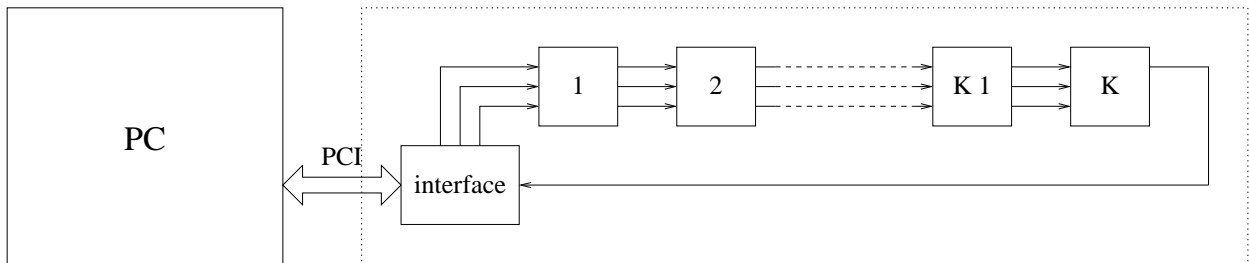 1
2
K 1
K
PC
PCI
interface